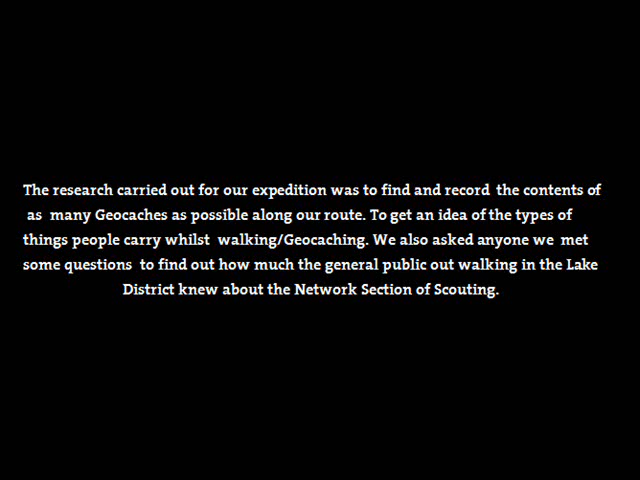 The research carried out for our expedition was to find and record the contents of
as many Geocaches as possible along our route. To get an idea of the types of
things people carry whilst walking/Geocaching. We also asked anyone we met
some questions to find out how much the general public out walking in the Lake
District knew about the Network Section of Scouting.